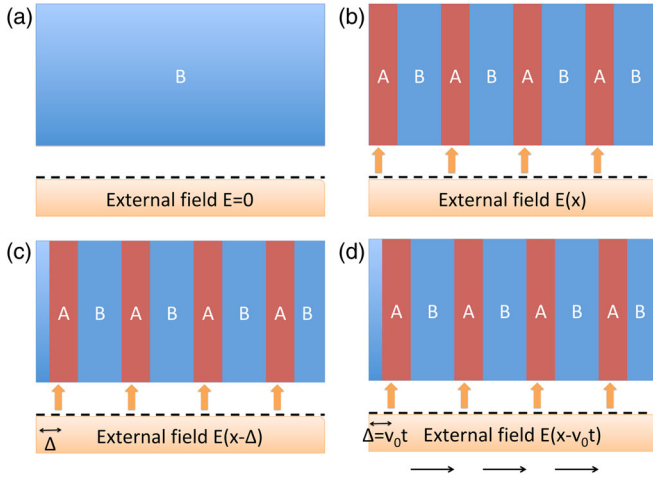 (a)
B
External field E=0
(b)
A B A B A B A B
External field E(x)
(c)
A B A B A B A B
Δ
External field E(x-Δ)
(d)
A B A B A B A B
Δ=v₀t
External field E(x-v₀t)